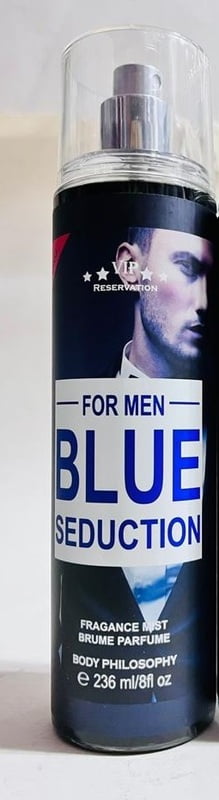 VIP
RESERVATION
FOR MEN
BLUE
SEDUCTION
FRAGANCE MIST
BRUME PARFUME
BODY PHILOSOPHY
℮ 236 ml/8fl oz